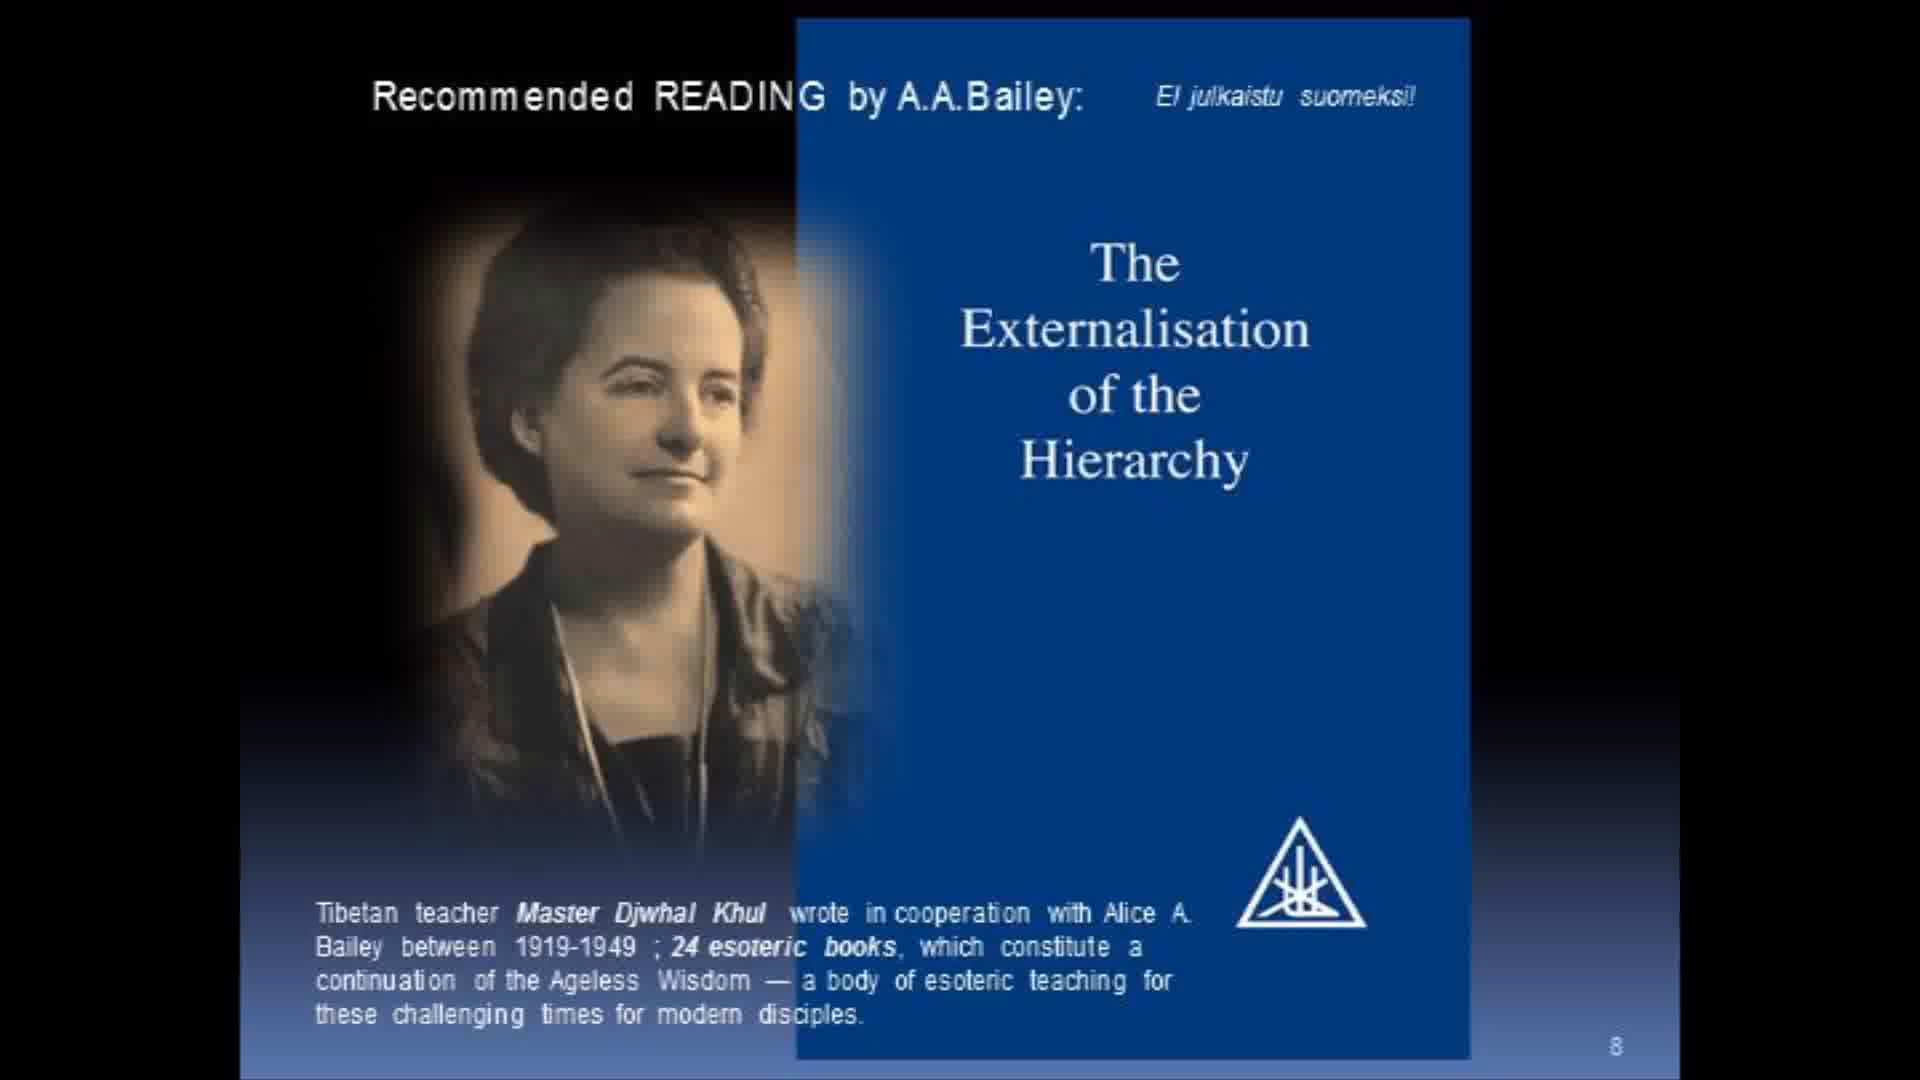 Recommended READING by A.A.Bailey:
EI julkaistu suomeksi!
The
Externalisation
of the
Hierarchy
Tibetan teacher Master Djwhal Khul wrote in cooperation with Alice A.
Bailey between 1919-1949 ; 24 esoteric books, which constitute a
continuation of the Ageless Wisdom — a body of esoteric teaching for
these challenging times for modern disciples.
8